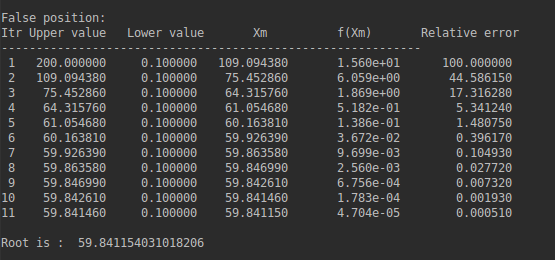 False position:
Itr Upper value   Lower value       Xm          f(Xm)       Relative error
--------------------------------------------------------------
 1  200.000000       0.100000   109.094380    1.560e+01     100.000000
 2  109.094380       0.100000    75.452860    6.059e+00      44.586150
 3   75.452860       0.100000    64.315760    1.869e+00      17.316280
 4   64.315760       0.100000    61.054680    5.182e-01       5.341240
 5   61.054680       0.100000    60.163810    1.386e-01       1.480750
 6   60.163810       0.100000    59.926390    3.672e-02       0.396170
 7   59.926390       0.100000    59.863580    9.699e-03       0.104930
 8   59.863580       0.100000    59.846990    2.560e-03       0.027720
 9   59.846990       0.100000    59.842610    6.756e-04       0.007320
10   59.842610       0.100000    59.841460    1.783e-04       0.001930
11   59.841460       0.100000    59.841150    4.704e-05       0.000510
Root is :  59.841154031018206